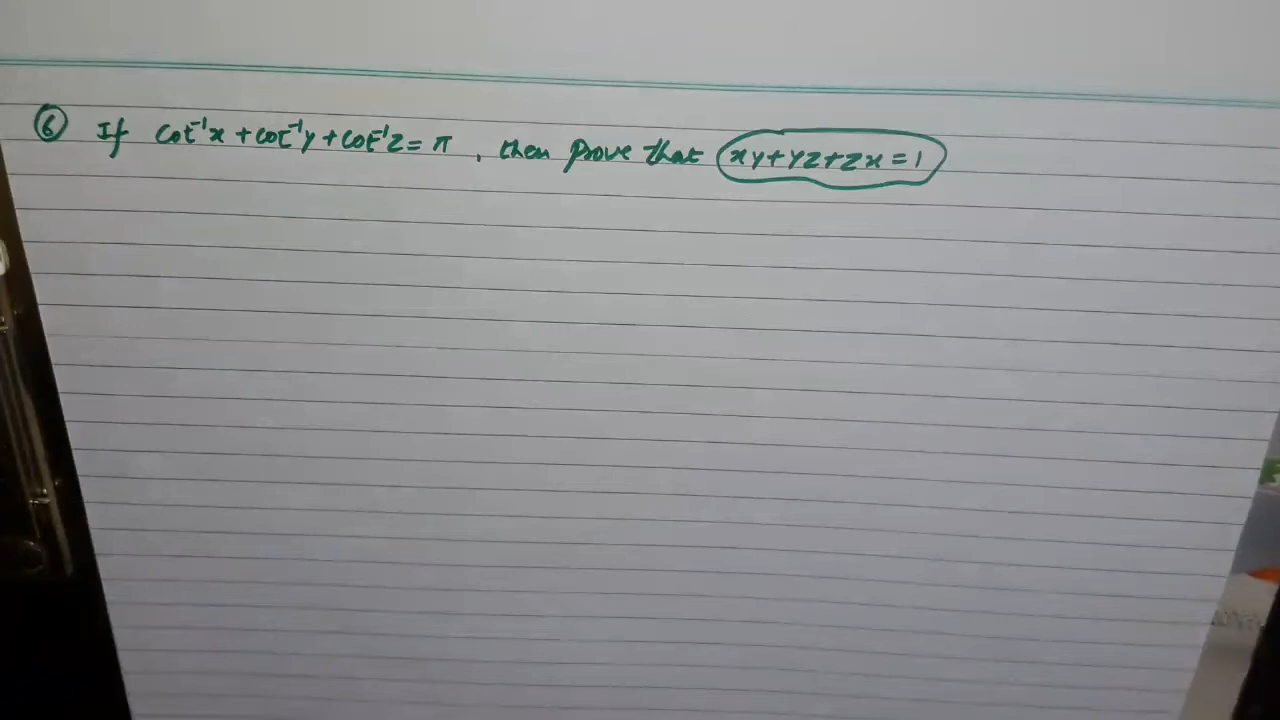 ⑥ If cot⁻¹x + cot⁻¹y + cot⁻¹z = π , then prove that xy+yz+zx = 1